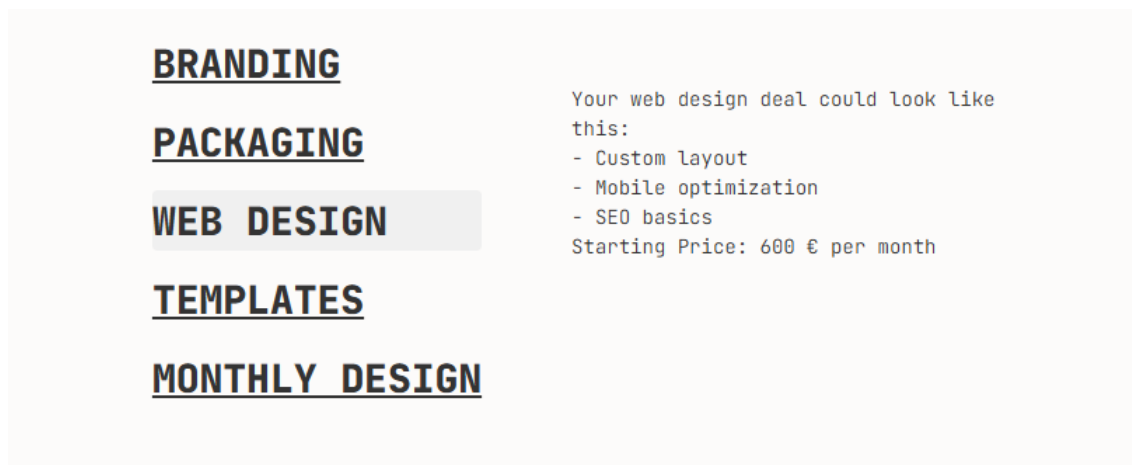 BRANDING
PACKAGING
WEB DESIGN
TEMPLATES
MONTHLY DESIGN
Your web design deal could look like
this:
- Custom layout
- Mobile optimization
- SEO basics
Starting Price: 600 € per month